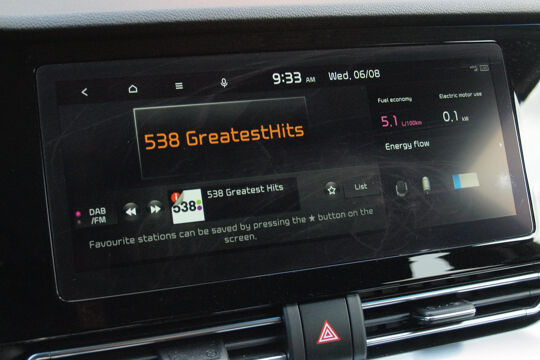 9:33 AM Wed, 06/08
538 GreatestHits
Fuel economy
5.1 L/100km
Electric motor use
0.1 kW
Energy flow
DAB
/FM
538
538 Greatest Hits
List
Favourite stations can be saved by pressing the ★ button on the
screen.